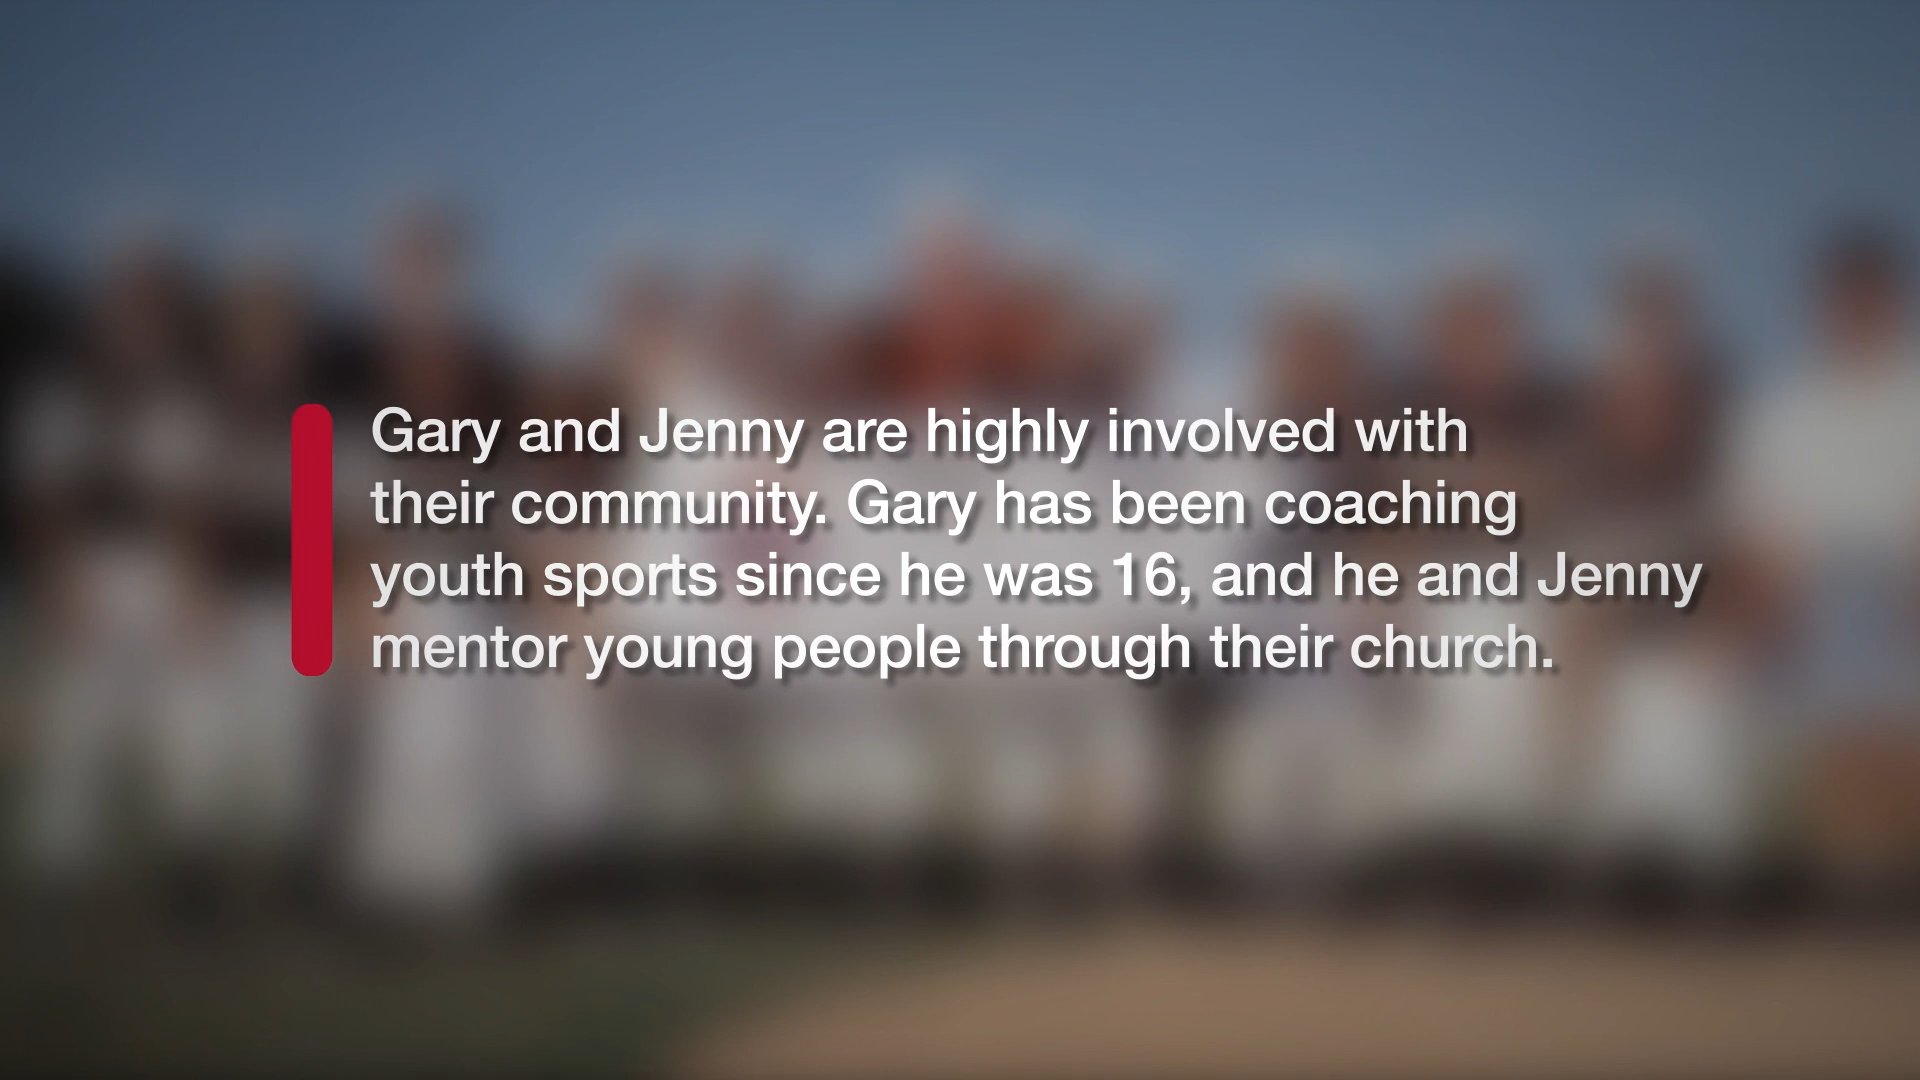 Gary and Jenny are highly involved with
their community. Gary has been coaching
youth sports since he was 16, and he and Jenny
mentor young people through their church.